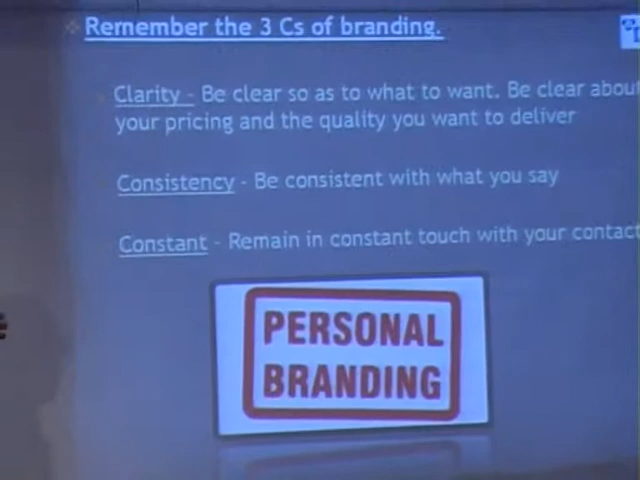 Remember the 3 Cs of branding.
Clarity - Be clear so as to what to want. Be clear about
your pricing and the quality you want to deliver
Consistency - Be consistent with what you say
Constant - Remain in constant touch with your contact
PERSONAL
BRANDING